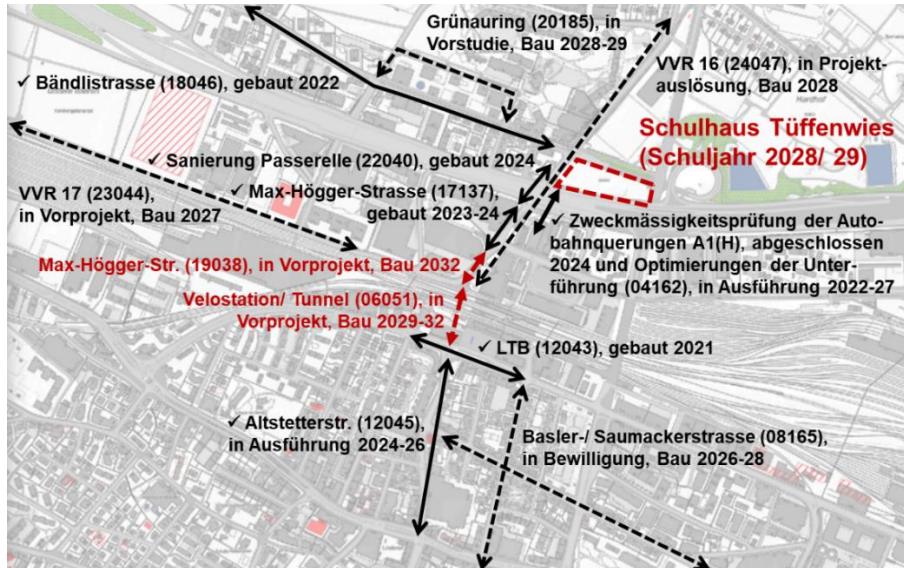 Grünauring (20185), in
Vorstudie, Bau 2028-29
VVR 16 (24047), in Projekt-
auslösung, Bau 2028
✓ Bändlistrasse (18046), gebaut 2022
Schulhaus Tüffenwies
(Schuljahr 2028/ 29)
✓ Sanierung Passerelle (22040), gebaut 2024
VVR 17 (23044),
in Vorprojekt, Bau 2027
✓ Max-Högger-Strasse (17137),
gebaut 2023-24
✓ Zweckmässigkeitsprüfung der Auto-
bahnquerungen A1(H), abgeschlossen
2024 und Optimierungen der Unter-
führung (04162), in Ausführung 2022-27
Max-Högger-Str. (19038), in Vorprojekt, Bau 2032
Velostation/ Tunnel (06051), in
Vorprojekt, Bau 2029-32
✓ LTB (12043), gebaut 2021
✓ Altstetterstr. (12045),
in Ausführung 2024-26
Basler-/ Saumackerstrasse (08165),
in Bewilligung, Bau 2026-28